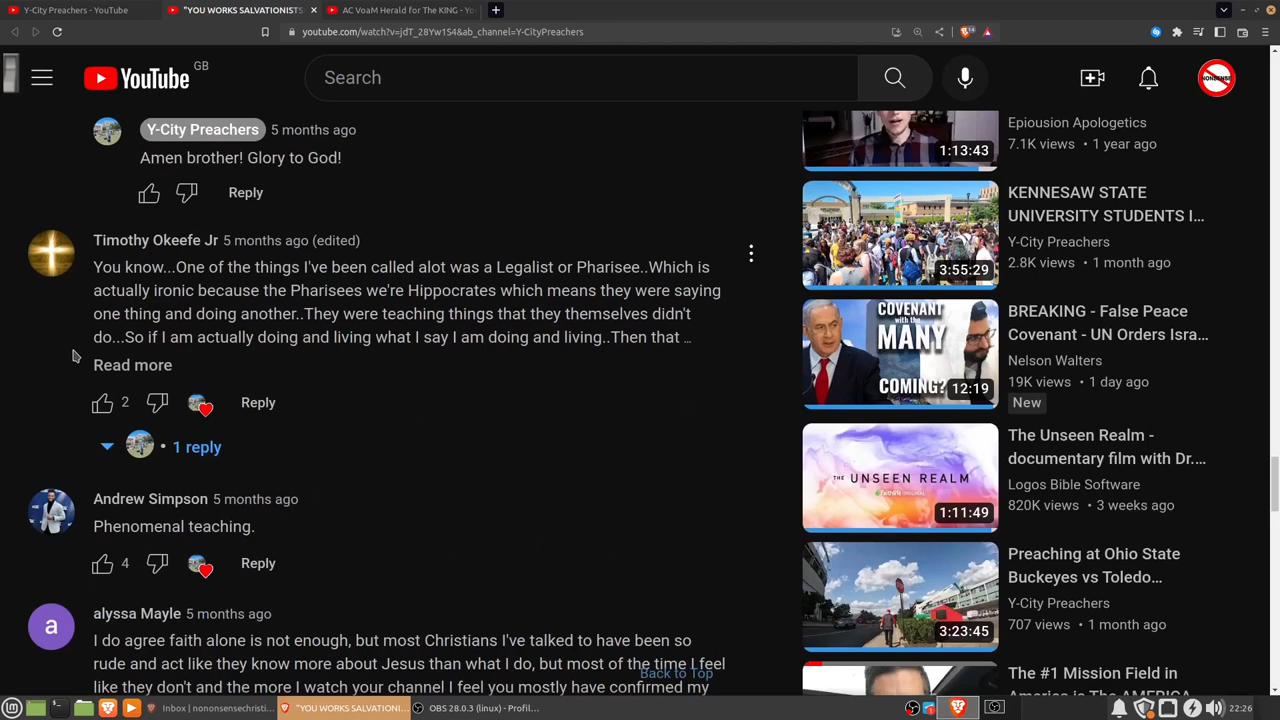 Y-City Preachers - YouTube
"YOU WORKS SALVATIONISTS
AC VoaM Herald for The KING - Yo
youtube.com/watch?v=jdT_28Yw1S4&ab_channel=Y-CityPreachers
14
YouTube
GB
Search
NONSENSE
Y-City Preachers 5 months ago
Amen brother! Glory to God!
Reply
Timothy Okeefe Jr 5 months ago (edited)
You know...One of the things I've been called alot was a Legalist or Pharisee..Which is
actually ironic because the Pharisees we're Hippocrates which means they were saying
one thing and doing another..They were teaching things that they themselves didn't
do...So if I am actually doing and living what I say I am doing and living..Then that …
Read more
2
Reply
• 1 reply
Andrew Simpson 5 months ago
Phenomenal teaching.
4
Reply
a
alyssa Mayle 5 months ago
I do agree faith alone is not enough, but most Christians I've talked to have been so
rude and act like they know more about Jesus than what I do, but most of the time I feel
like they don't and the more I watch your channel I feel you mostly have confirmed my
Back to Top
1:13:43
Epiousion Apologetics
7.1K views • 1 year ago
3:55:29
KENNESAW STATE
UNIVERSITY STUDENTS I...
Y-City Preachers
2.8K views • 1 month ago
COVENANT
with the
MANY
COMING?
12:19
BREAKING - False Peace
Covenant - UN Orders Isra...
Nelson Walters
19K views • 1 day ago
New
THE UNSEEN REALM
FAITHLIFE ORIGINAL
1:11:49
The Unseen Realm -
documentary film with Dr....
Logos Bible Software
820K views • 3 weeks ago
3:23:45
Preaching at Ohio State
Buckeyes vs Toledo...
Y-City Preachers
707 views • 1 month ago
The #1 Mission Field in
America is The AMERICA
Inbox | nononsensechristi...
"YOU WORKS SALVATIONI...
OBS 28.0.3 (linux) - Profil...
22:26